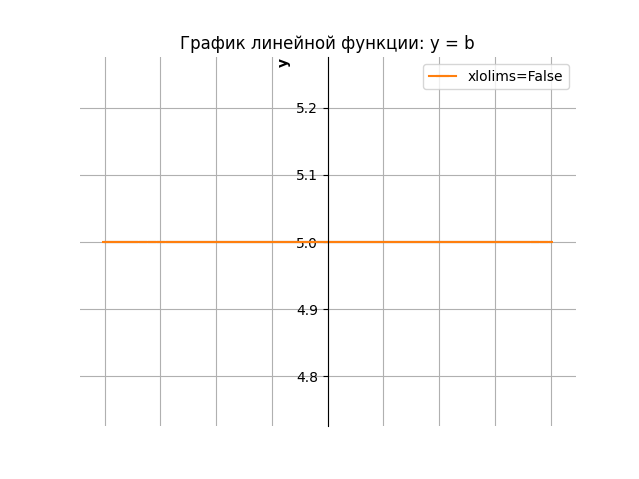 График линейной функции: y = b
y
xlolims=False
5.2
5.1
5.0
4.9
4.8